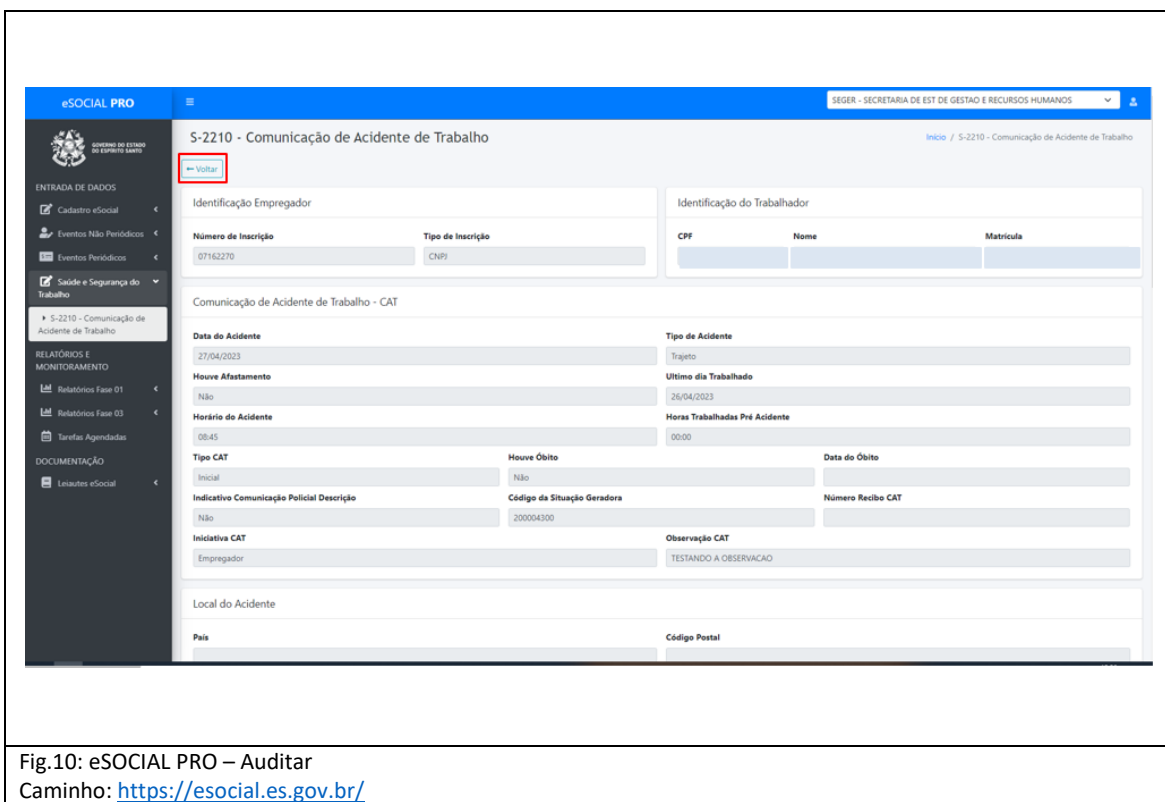 eSOCIAL PRO
SEGER - SECRETARIA DE EST DE GESTAO E RECURSOS HUMANOS
GOVERNO DO ESTADO
DO ESPÍRITO SANTO
S-2210 - Comunicação de Acidente de Trabalho
Início / S-2210 - Comunicação de Acidente de Trabalho
Voltar
ENTRADA DE DADOS
Cadastro eSocial
Eventos Não Periódicos
Eventos Periódicos
Saúde e Segurança do
Trabalho
S-2210 - Comunicação de
Acidente de Trabalho
RELATÓRIOS E
MONITORAMENTO
Relatórios Fase 01
Relatórios Fase 03
Tarefas Agendadas
DOCUMENTAÇÃO
Leiautes eSocial
Identificação Empregador
Número de Inscrição Tipo de Inscrição
07162270 CNPJ
Identificação do Trabalhador
CPF Nome Matrícula
Comunicação de Acidente de Trabalho - CAT
Data do Acidente Tipo de Acidente
27/04/2023 Trajeto
Houve Afastamento Ultimo dia Trabalhado
Não 26/04/2023
Horário do Acidente Horas Trabalhadas Pré Acidente
08:45 00:00
Tipo CAT Houve Óbito Data do Óbito
Inicial Não
Indicativo Comunicação Policial Descrição Código da Situação Geradora Número Recibo CAT
Não 200004300
Iniciativa CAT Observação CAT
Empregador TESTANDO A OBSERVACAO
Local do Acidente
País Código Postal
Fig.10: eSOCIAL PRO – Auditar
Caminho: https://esocial.es.gov.br/